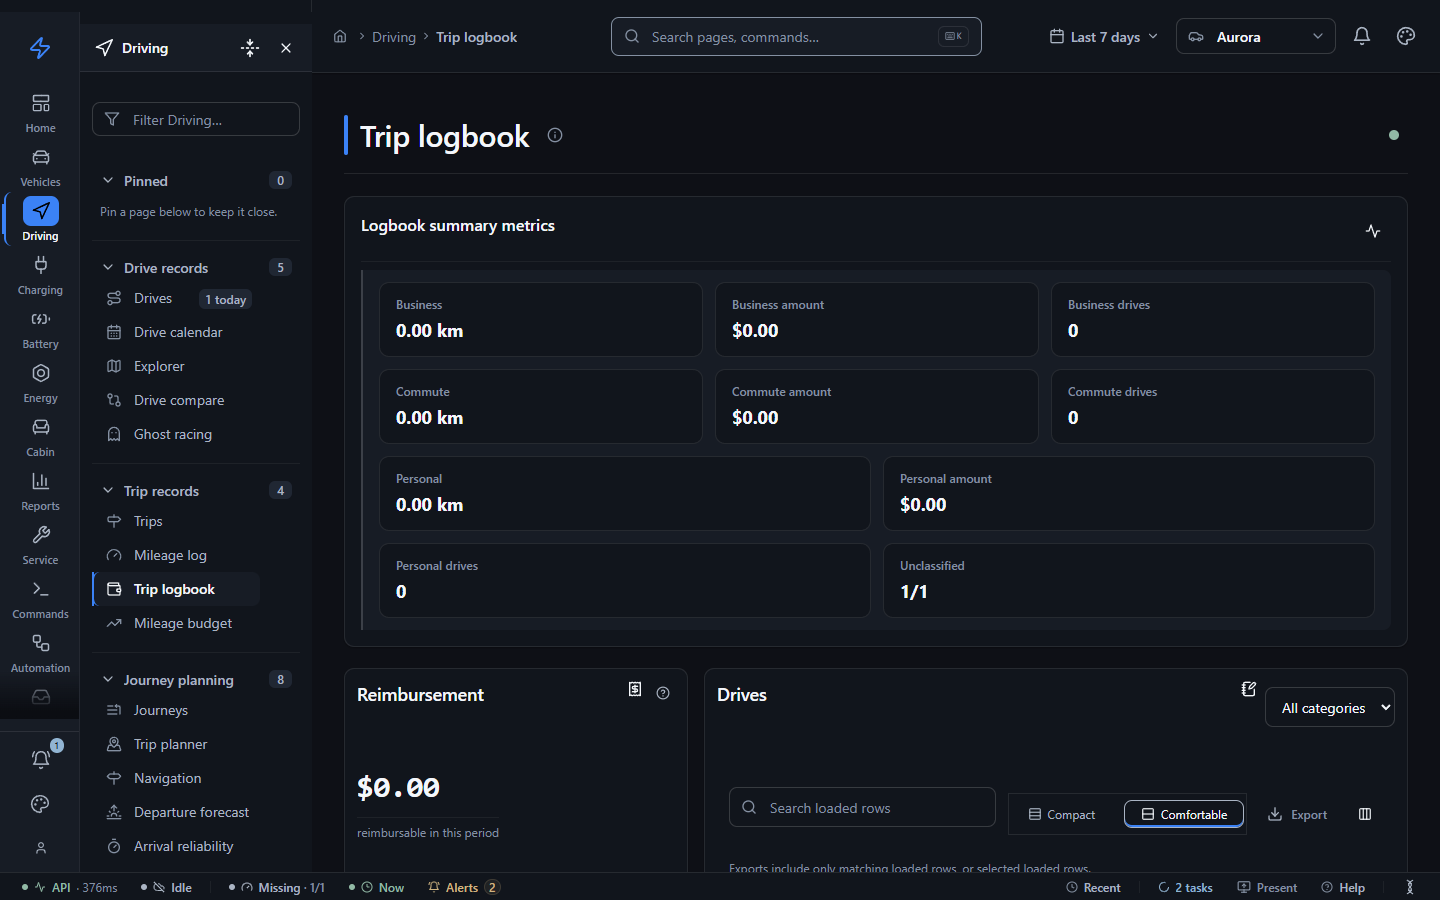 Driving
Driving
Trip logbook
Search pages, commands...
K
Last 7 days
Aurora
Home
Vehicles
Driving
Charging
Battery
Energy
Cabin
Reports
Service
Commands
Automation
1
Filter Driving...
Pinned
0
Pin a page below to keep it close.
Drive records
5
Drives
1 today
Drive calendar
Explorer
Drive compare
Ghost racing
Trip records
4
Trips
Mileage log
Trip logbook
Mileage budget
Journey planning
8
Journeys
Trip planner
Navigation
Departure forecast
Arrival reliability
Trip logbook
Logbook summary metrics
Business
0.00 km
Business amount
$0.00
Business drives
0
Commute
0.00 km
Commute amount
$0.00
Commute drives
0
Personal
0.00 km
Personal amount
$0.00
Personal drives
0
Unclassified
1/1
Reimbursement
$0.00
reimbursable in this period
Drives
All categories
Search loaded rows
Compact
Comfortable
Export
Exports include only matching loaded rows, or selected loaded rows.
API · 376ms
Idle
Missing · 1/1
Now
Alerts 2
Recent
2 tasks
Present
Help